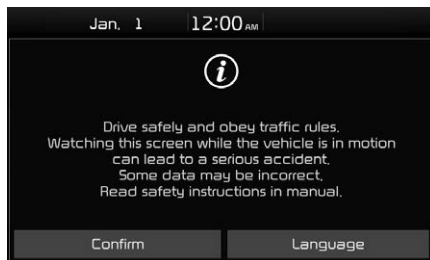 Jan. 1 12:00 AM
i
Drive safely and obey traffic rules.
Watching this screen while the vehicle is in motion
can lead to a serious accident.
Some data may be incorrect.
Read safety instructions in manual.
Confirm Language